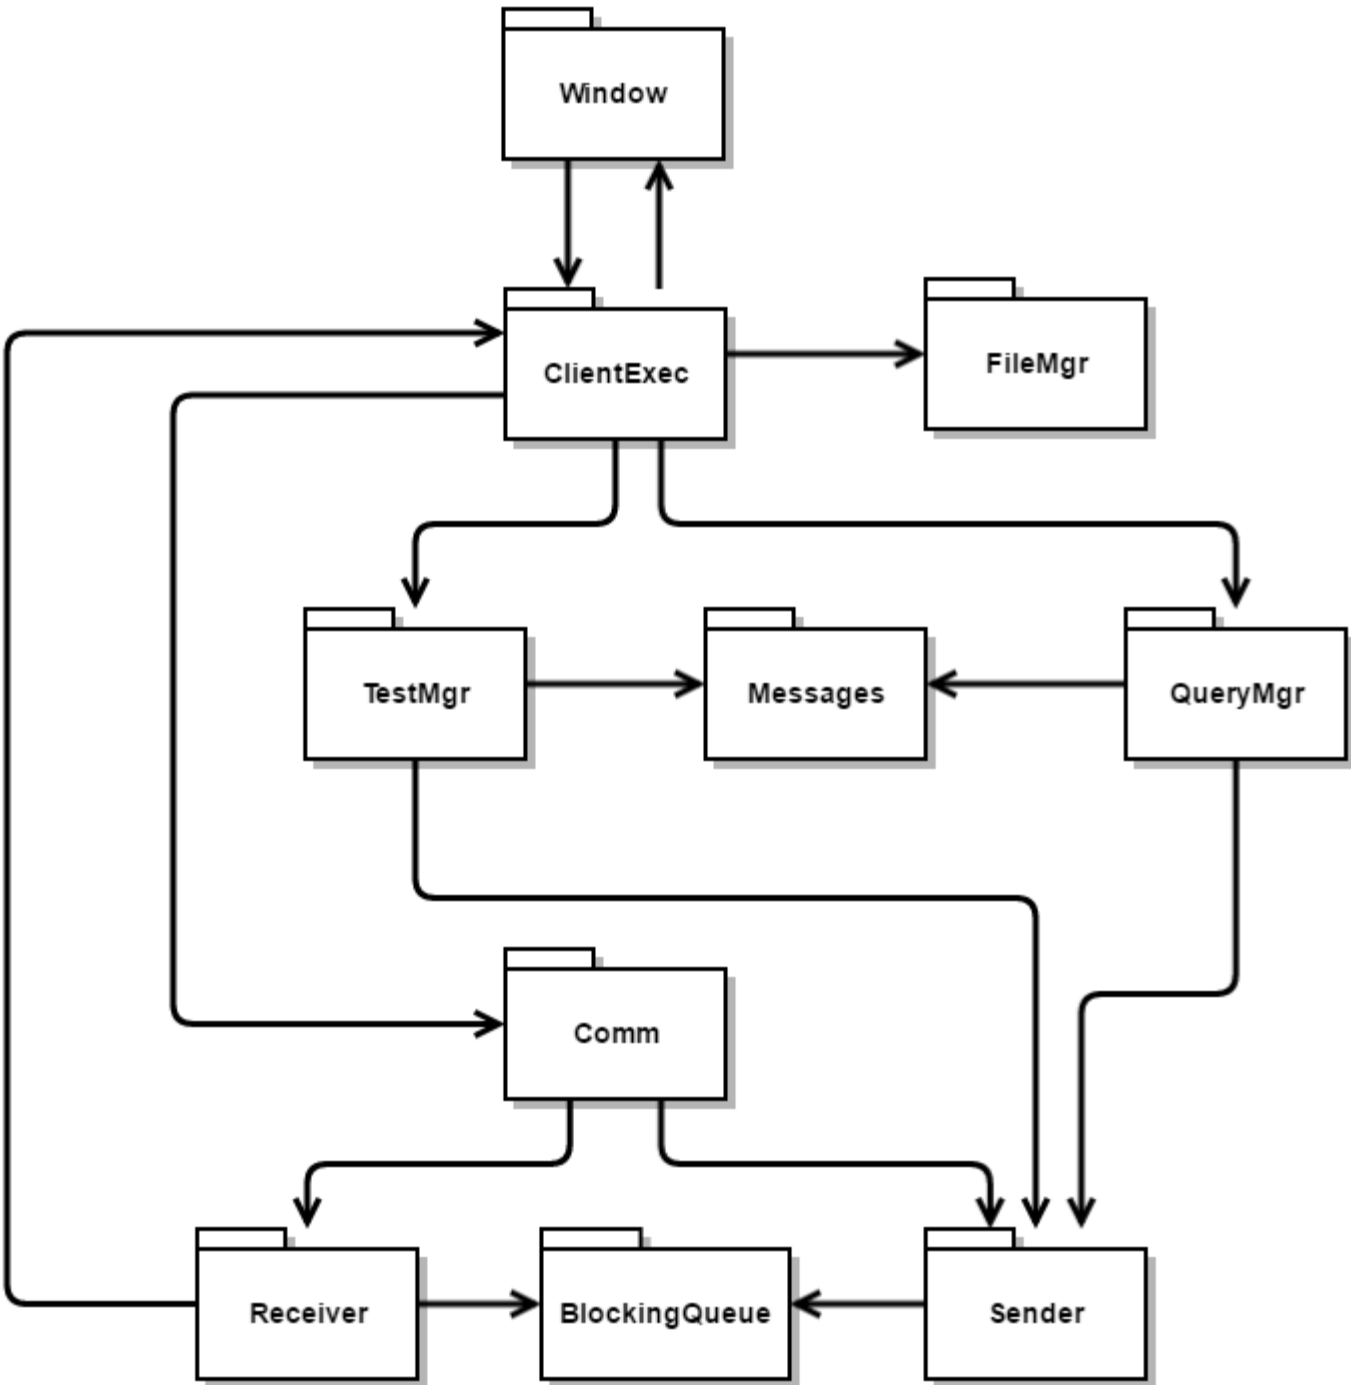 Window
ClientExec
FileMgr
TestMgr
Messages
QueryMgr
Comm
Receiver
BlockingQueue
Sender